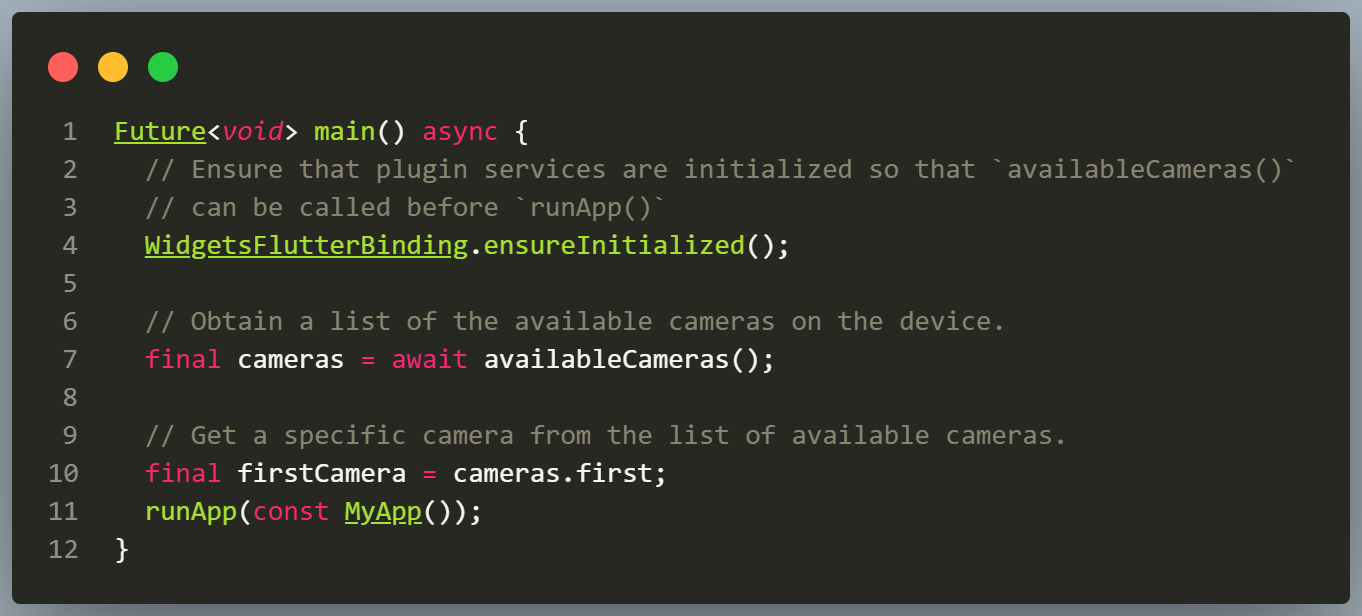 1 Future<void> main() async {
2 // Ensure that plugin services are initialized so that `availableCameras()`
3 // can be called before `runApp()`
4 WidgetsFlutterBinding.ensureInitialized();
5
6 // Obtain a list of the available cameras on the device.
7 final cameras = await availableCameras();
8
9 // Get a specific camera from the list of available cameras.
10 final firstCamera = cameras.first;
11 runApp(const MyApp());
12 }